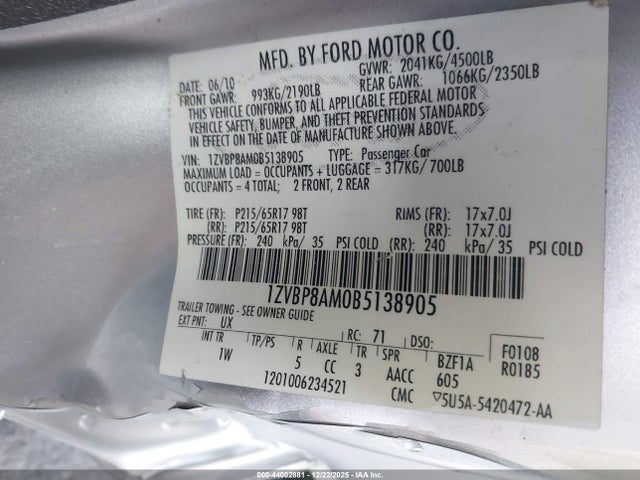 MFD. BY FORD MOTOR CO.
DATE: 06/10 GVWR: 2041KG/4500LB
FRONT GAWR: 993KG/2190LB REAR GAWR: 1066KG/2350LB
THIS VEHICLE CONFORMS TO ALL APPLICABLE FEDERAL MOTOR
VEHICLE SAFETY, BUMPER, AND THEFT PREVENTION STANDARDS
IN EFFECT ON THE DATE OF MANUFACTURE SHOWN ABOVE.
VIN: 1ZVBP8AM0B5138905 TYPE: Passenger Car
MAXIMUM LOAD = OCCUPANTS + LUGGAGE = 317KG/700LB
OCCUPANTS = 4 TOTAL; 2 FRONT, 2 REAR
TIRE (FR): P215/65R17 98T RIMS (FR): 17x7.0J
(RR): P215/65R17 98T (RR): 17x7.0J
PRESSURE (FR): 240 kPa/ 35 PSI COLD (RR): 240 kPa/ 35 PSI COLD
1ZVBP8AM0B5138905
TRAILER TOWING - SEE OWNER GUIDE
EXT PNT: UX RC: 71 DSO:
INT TR TP/PS R AXLE TR SPR BZF1A F0108
1W 5 CC 3 AACC 605 R0185
1201006234521 CMC ▽5U5A-5420472-AA
000-44002881 - 12/22/2025 - IAAI.COM